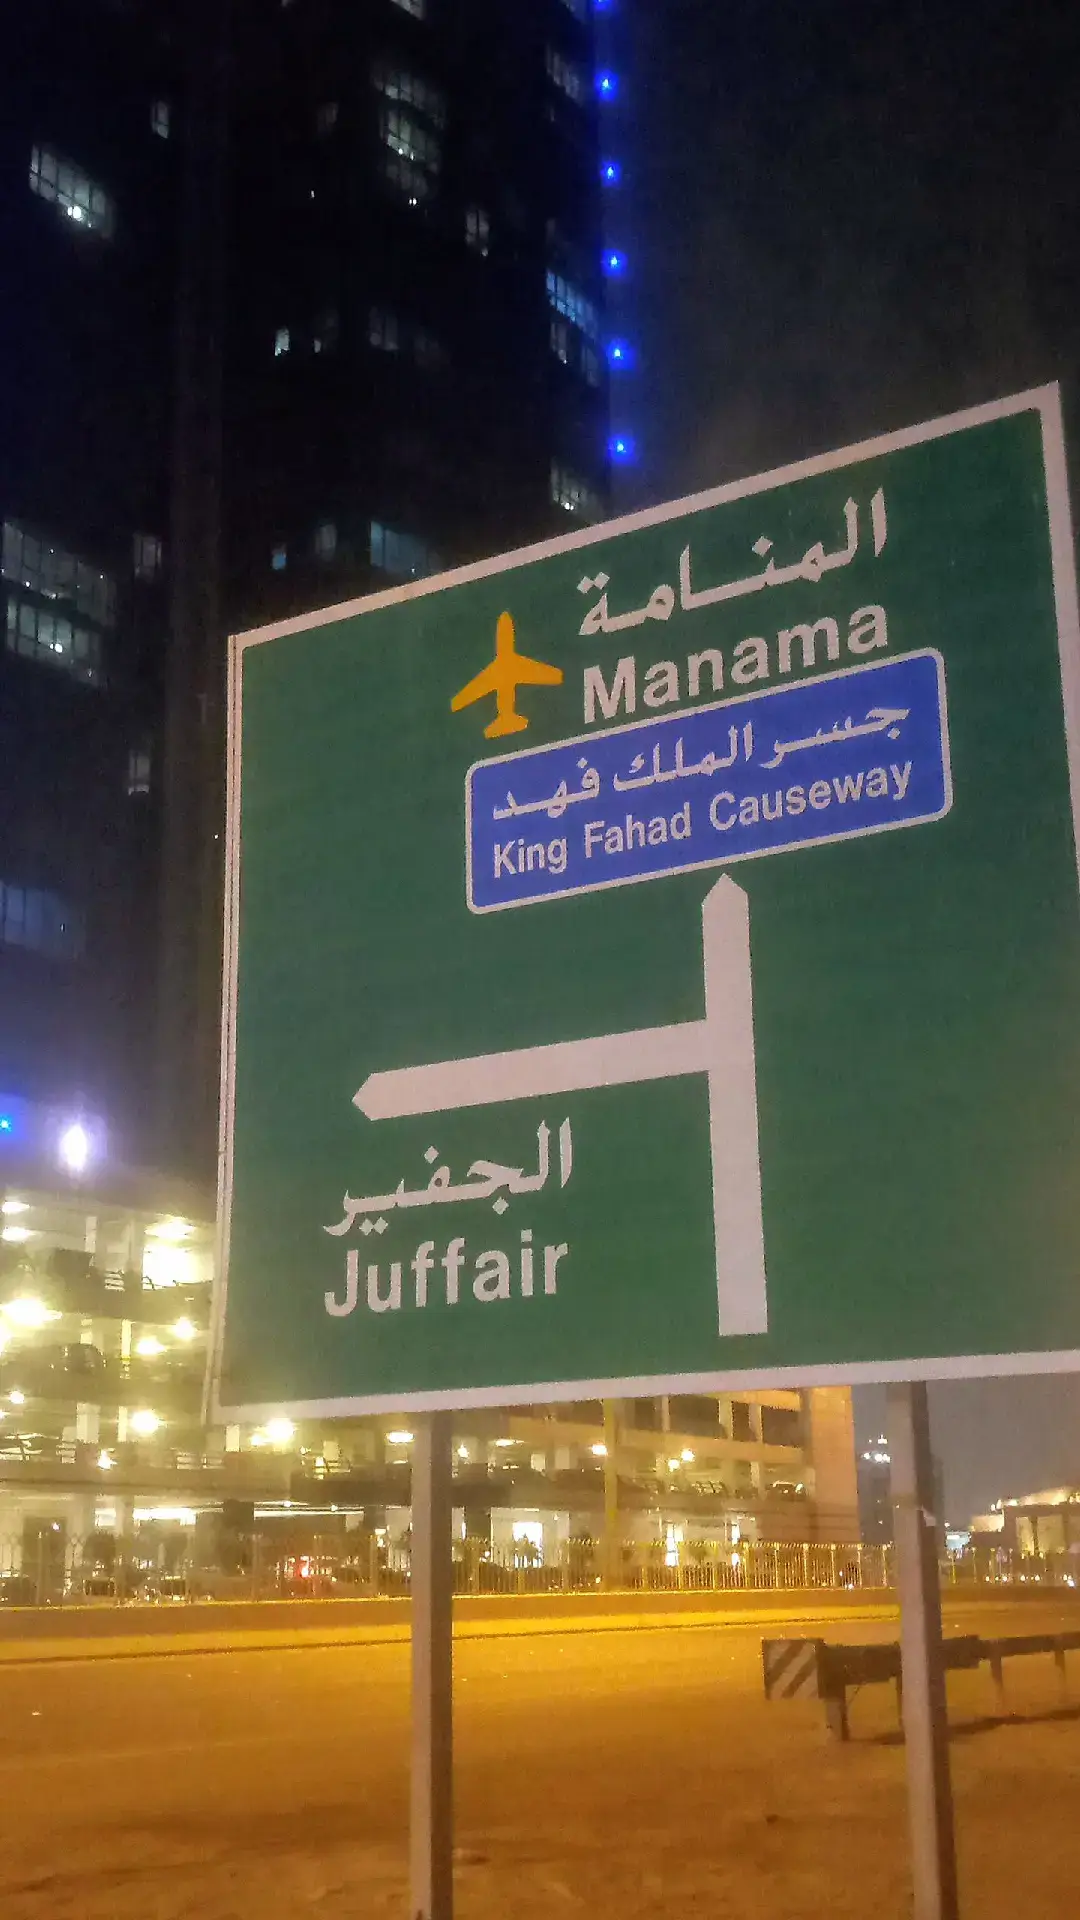 المنامة
Manama
جسر الملك فهد
King Fahad Causeway
الجفير
Juffair